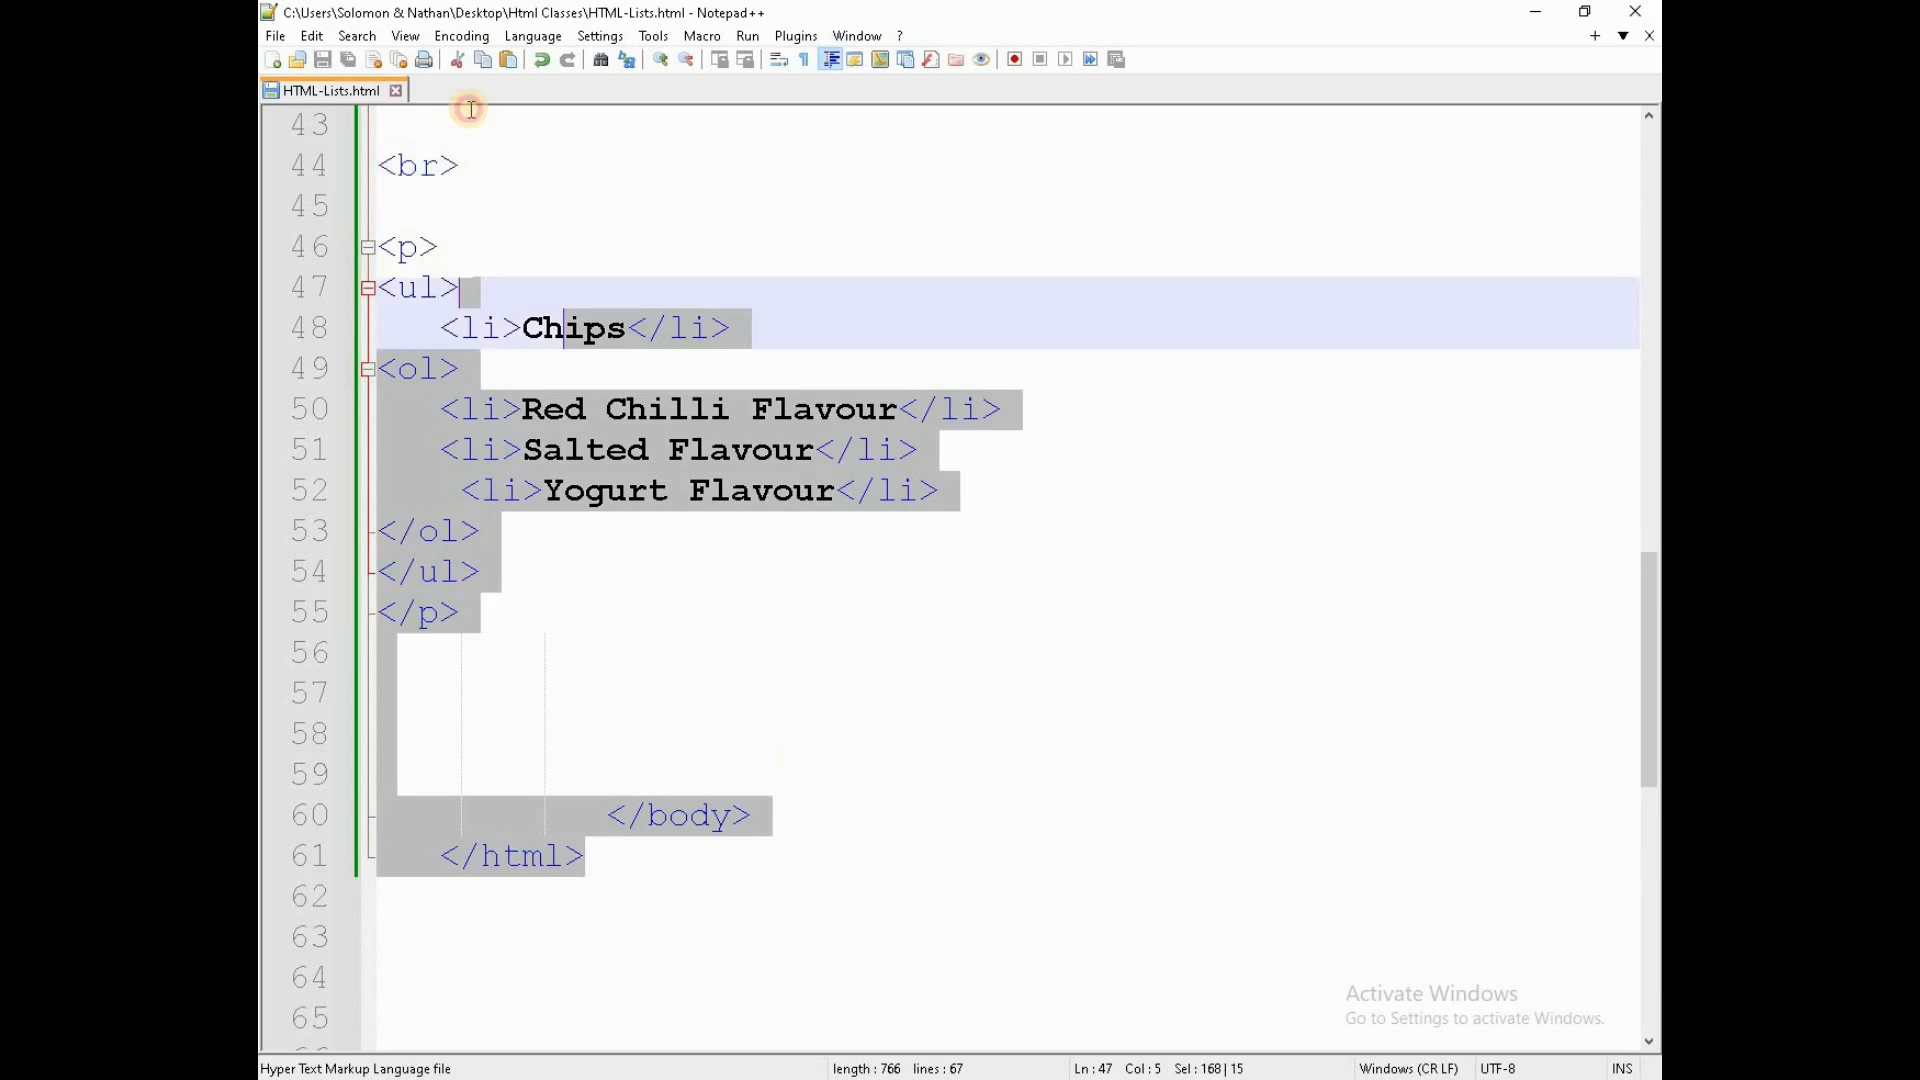 C:\Users\Solomon & Nathan\Desktop\Html Classes\HTML-Lists.html - Notepad++
File Edit Search View Encoding Language Settings Tools Macro Run Plugins Window ?
HTML-Lists.html
43
44 <br>
45
46 <p>
47 <ul>
48 <li>Chips</li>
49 <ol>
50 <li>Red Chilli Flavour</li>
51 <li>Salted Flavour</li>
52 <li>Yogurt Flavour</li>
53 </ol>
54 </ul>
55 </p>
56
57
58
59
60 </body>
61 </html>
62
63
64
65
Activate Windows
Go to Settings to activate Windows.
Hyper Text Markup Language file length : 766 lines : 67 Ln : 47 Col : 5 Sel : 168 | 15 Windows (CR LF) UTF-8 INS